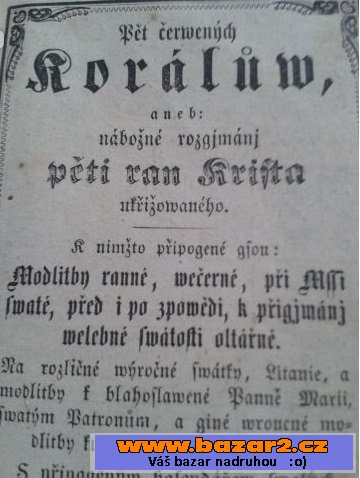 Pět čerwených
Korálůw,
aneb:
nábožné rozgjmánj
pěti ran Krista
ukřižowaného.
K nimžto připogené gsou:
Modlitby ranné, wečerné, při Mssi
swaté, před i po zpowědi, k přigjmánj
welebné swátosti oltářné.
Na rozličné wýročné swátky, Litanie, a
modlitby k blahoslawené Panně Marii,
swatým Patronům, a giné wroucné mo-
dlitby
www.bazar2.cz
Váš bazar nadruhou :o)
S připogeným